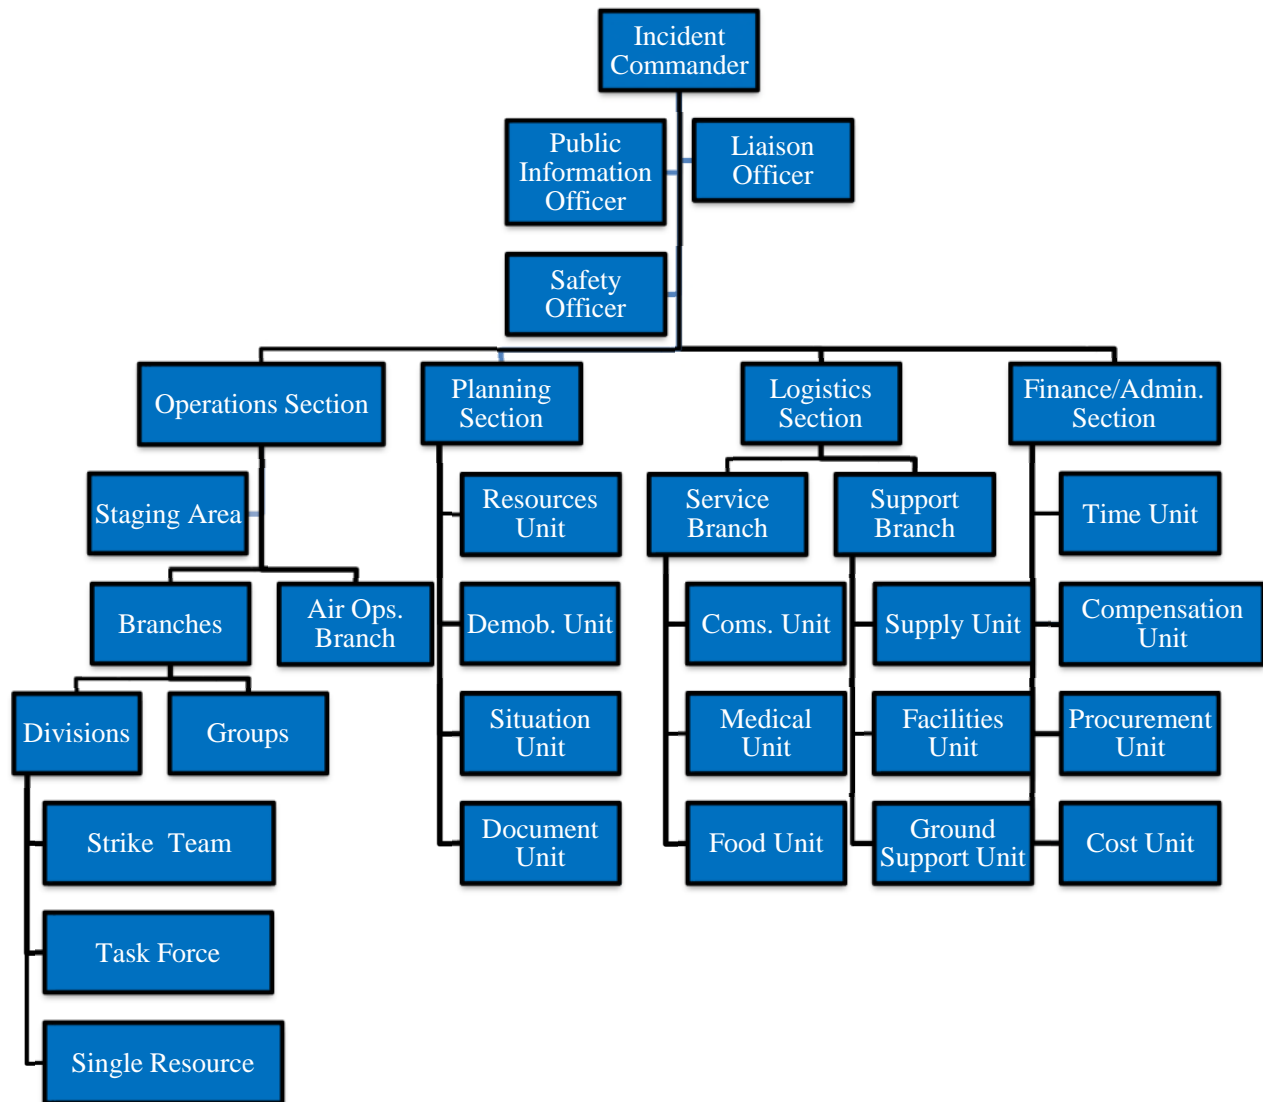 Incident
Commander
Public
Information
Officer
Liaison
Officer
Safety
Officer
Operations Section
Planning
Section
Logistics
Section
Finance/Admin.
Section
Staging Area
Resources
Unit
Service
Branch
Support
Branch
Time Unit
Branches
Air Ops.
Branch
Demob. Unit
Coms. Unit
Supply Unit
Compensation
Unit
Divisions
Groups
Situation
Unit
Medical
Unit
Facilities
Unit
Procurement
Unit
Strike  Team
Document
Unit
Food Unit
Ground
Support Unit
Cost Unit
Task Force
Single Resource